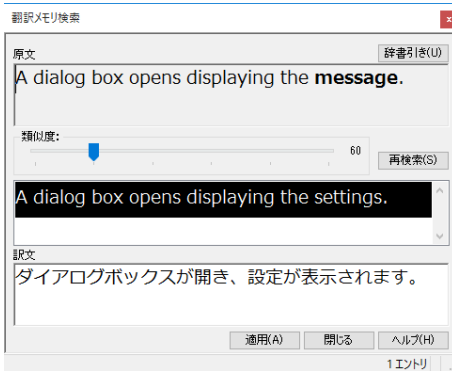 翻訳メモリ検索
原文
辞書引き(U)
A dialog box opens displaying the message.
類似度:
60
再検索(S)
A dialog box opens displaying the settings.
訳文
ダイアログボックスが開き、設定が表示されます。
適用(A) 閉じる ヘルプ(H)
1 エントリ